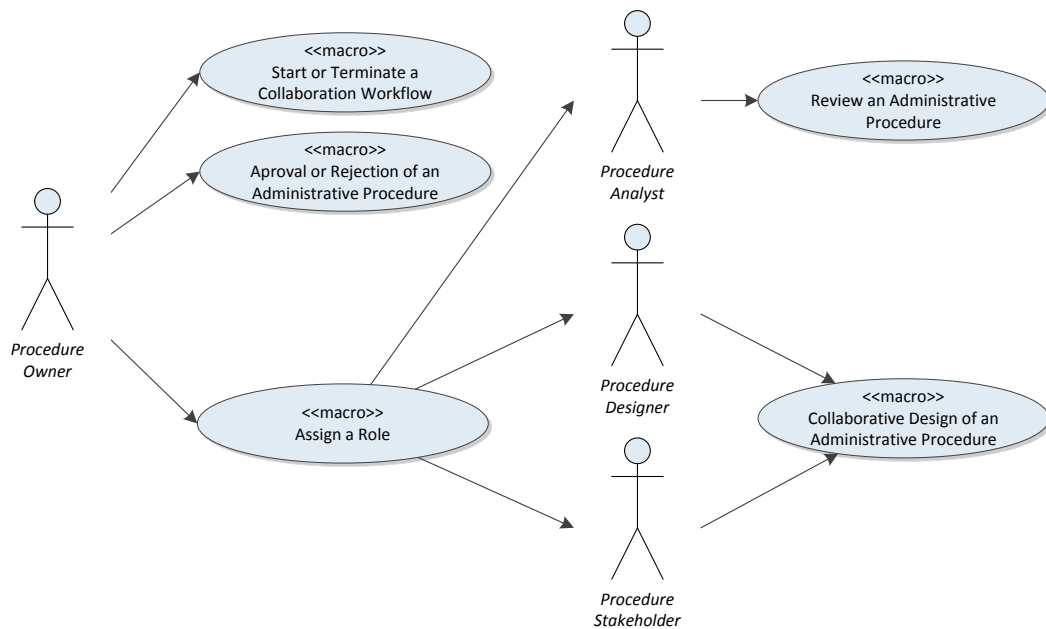 <<macro>>
Start or Terminate a
Collaboration Workflow
<<macro>>
Aproval or Rejection of an
Administrative Procedure
Procedure
Owner
<<macro>>
Assign a Role
Procedure
Analyst
<<macro>>
Review an Administrative
Procedure
Procedure
Designer
<<macro>>
Collaborative Design of an
Administrative Procedure
Procedure
Stakeholder